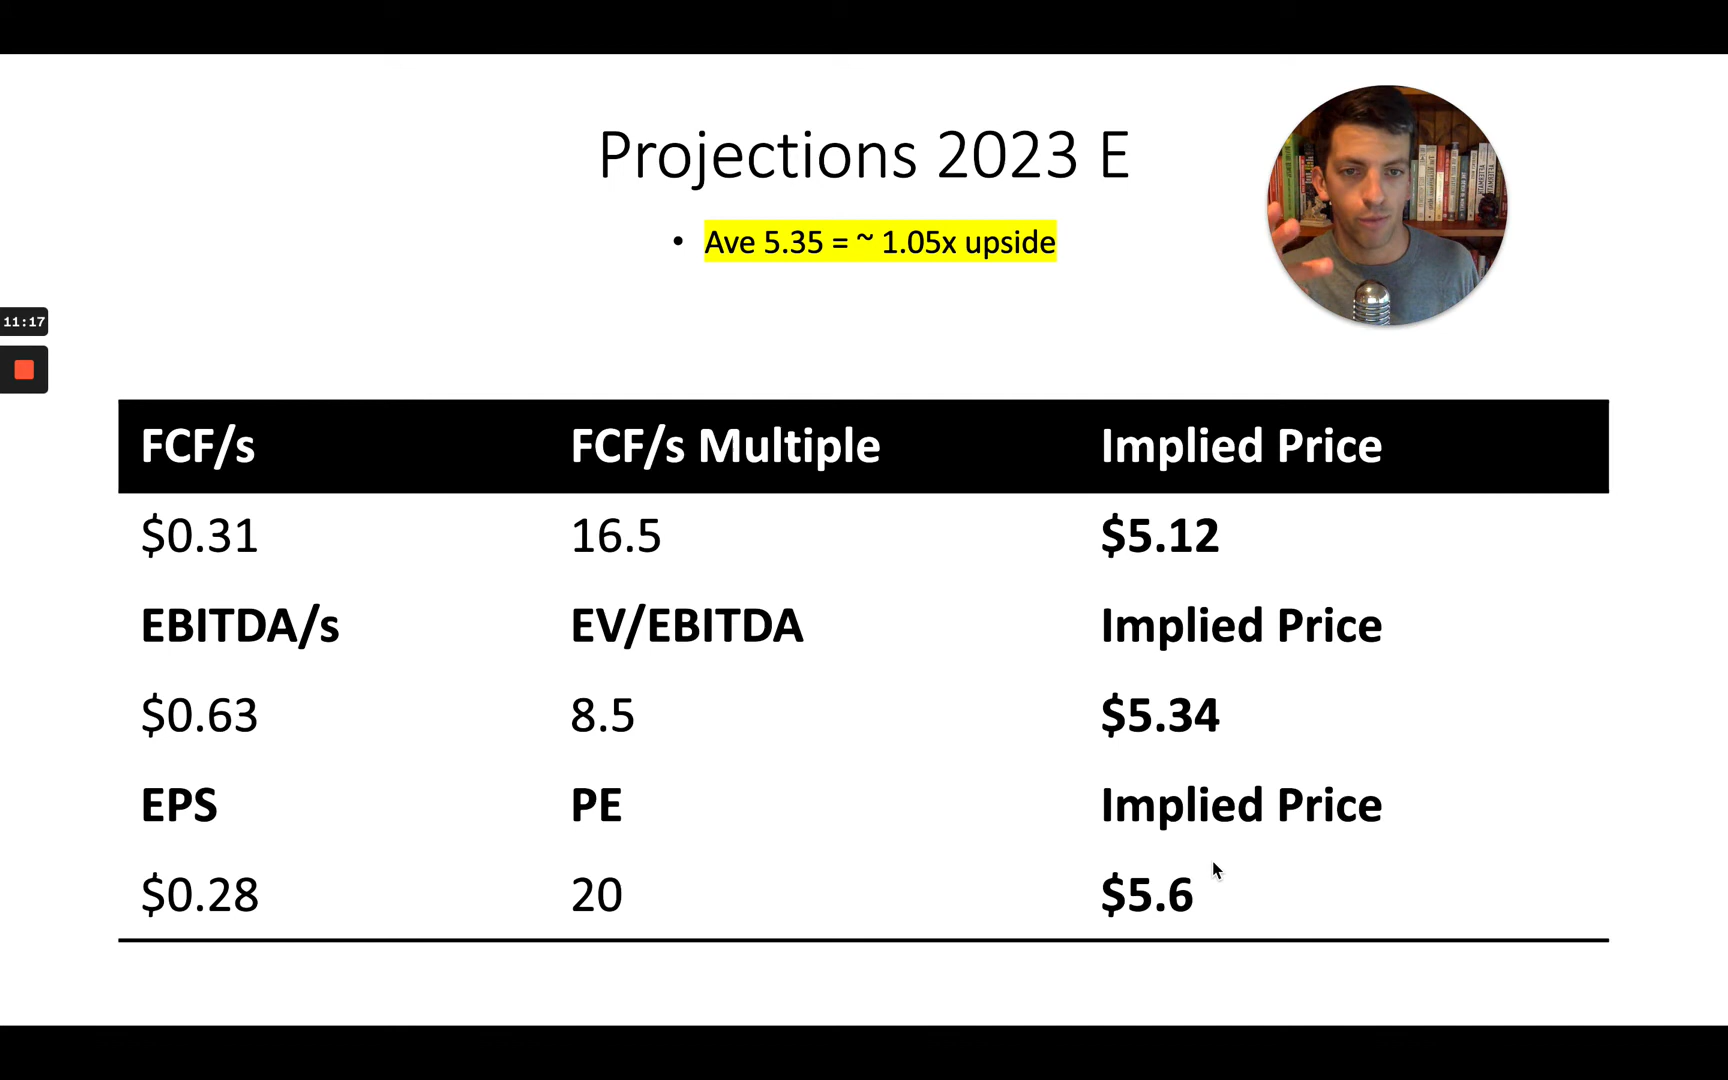 Projections 2023 E
• Ave 5.35 = ~ 1.05x upside
11:17
FCF/s FCF/s Multiple Implied Price
$0.31 16.5 $5.12
EBITDA/s EV/EBITDA Implied Price
$0.63 8.5 $5.34
EPS PE Implied Price
$0.28 20 $5.6